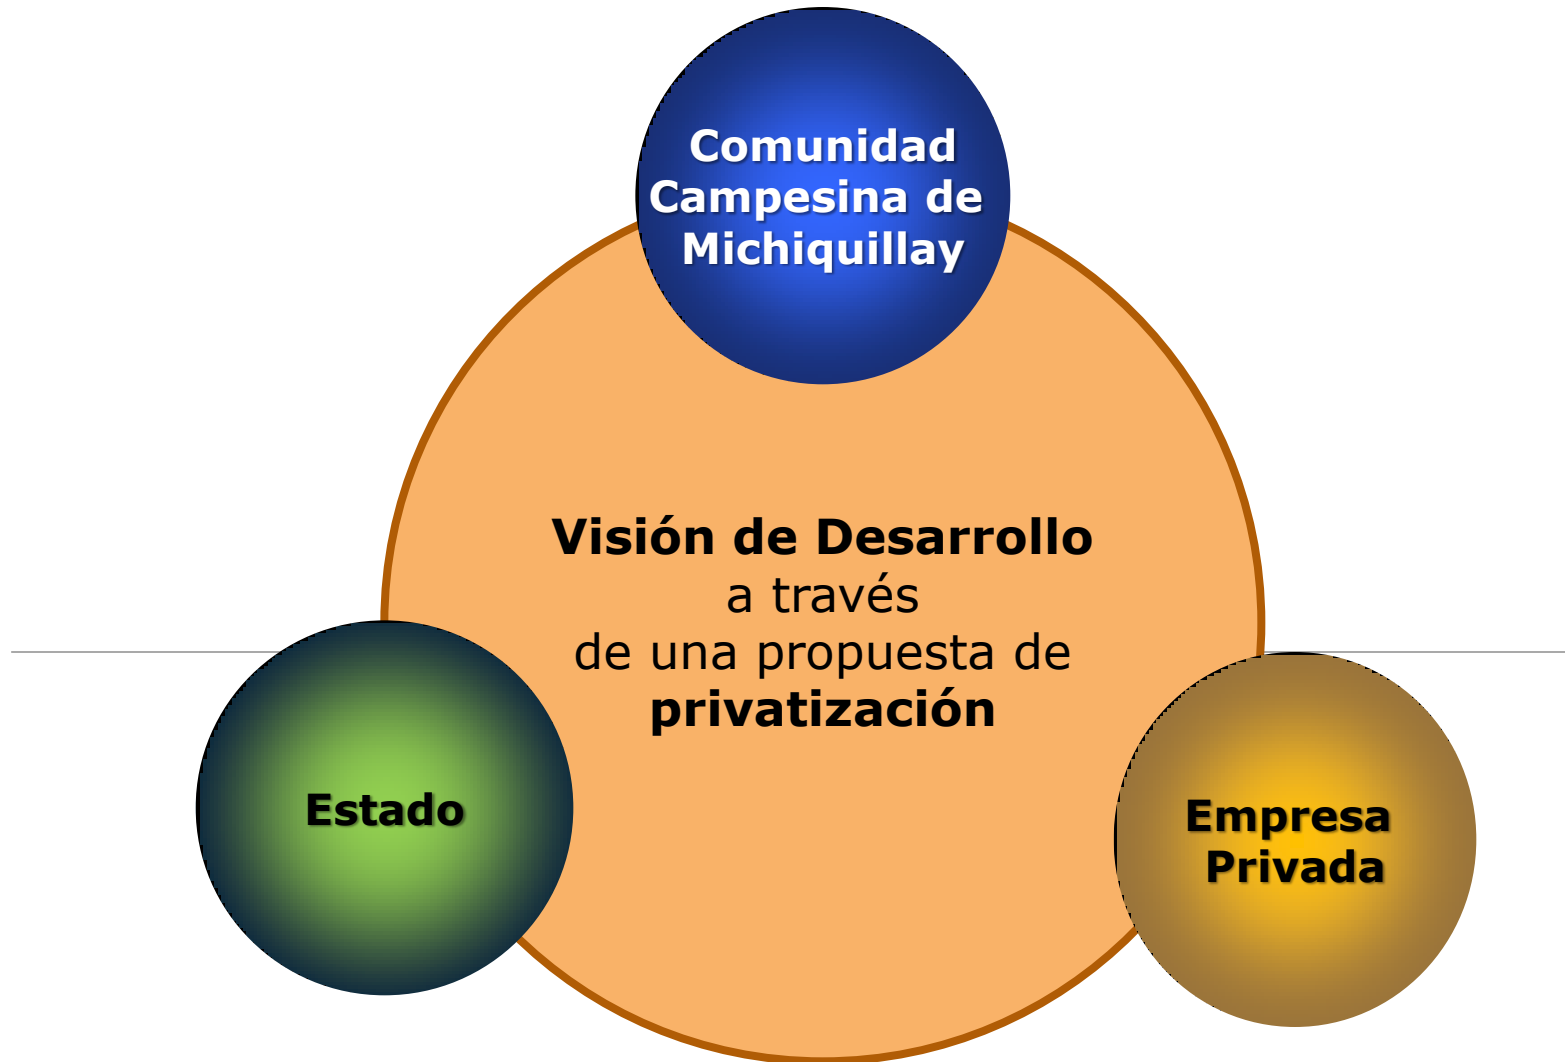 Comunidad
Campesina de
Michiquillay
Visión de Desarrollo
a través
de una propuesta de
privatización
Estado
Empresa
Privada